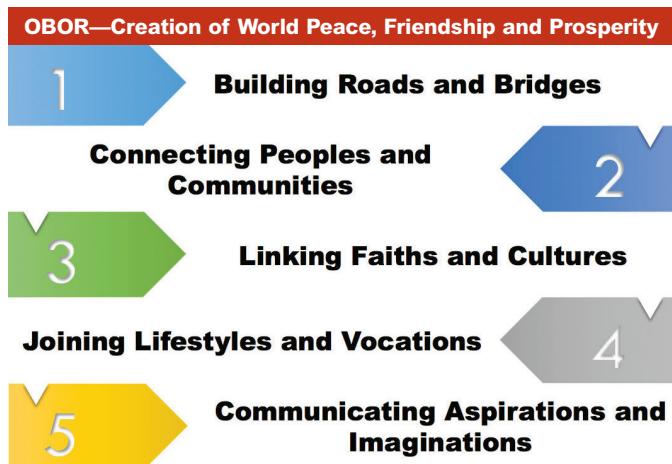 OBOR—Creation of World Peace, Friendship and Prosperity
1
Building Roads and Bridges
Connecting Peoples and
Communities
2
3
Linking Faiths and Cultures
Joining Lifestyles and Vocations
4
5
Communicating Aspirations and
Imaginations